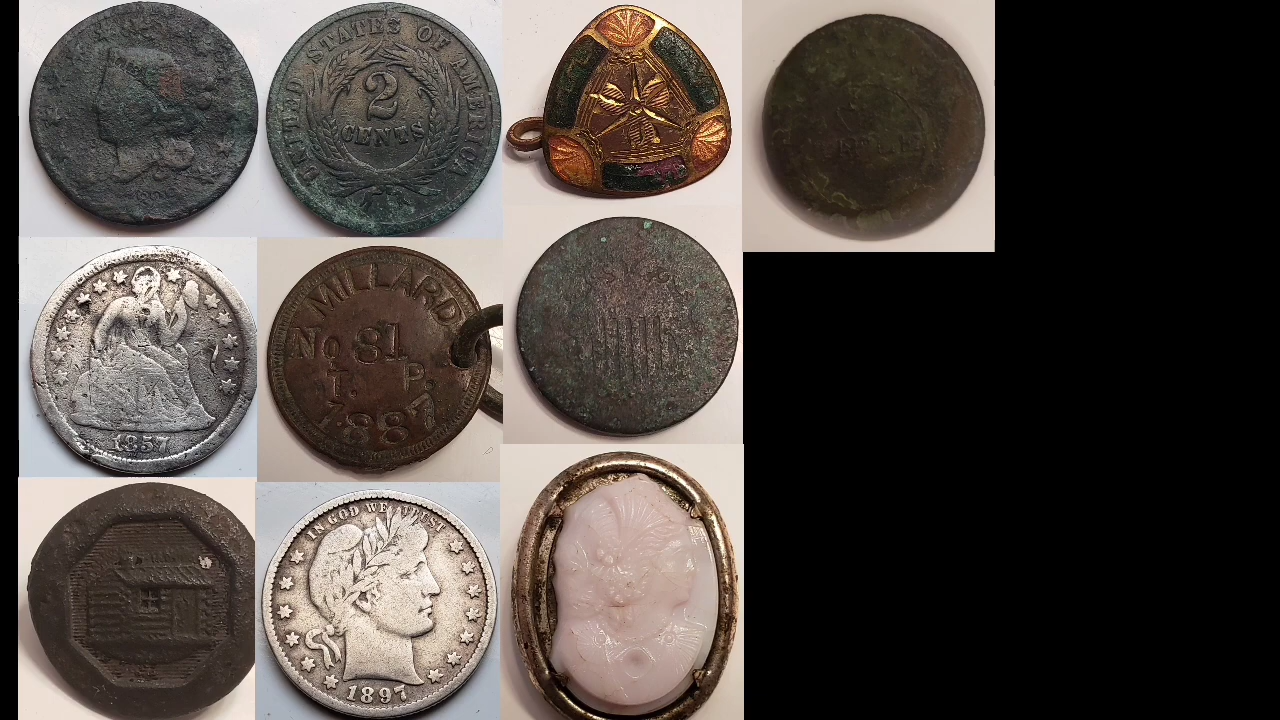 UNITED STATES OF AMERICA
2
CENTS
1857
MILLARD
No 81
T. P.
1887
IN GOD WE TRUST
1897